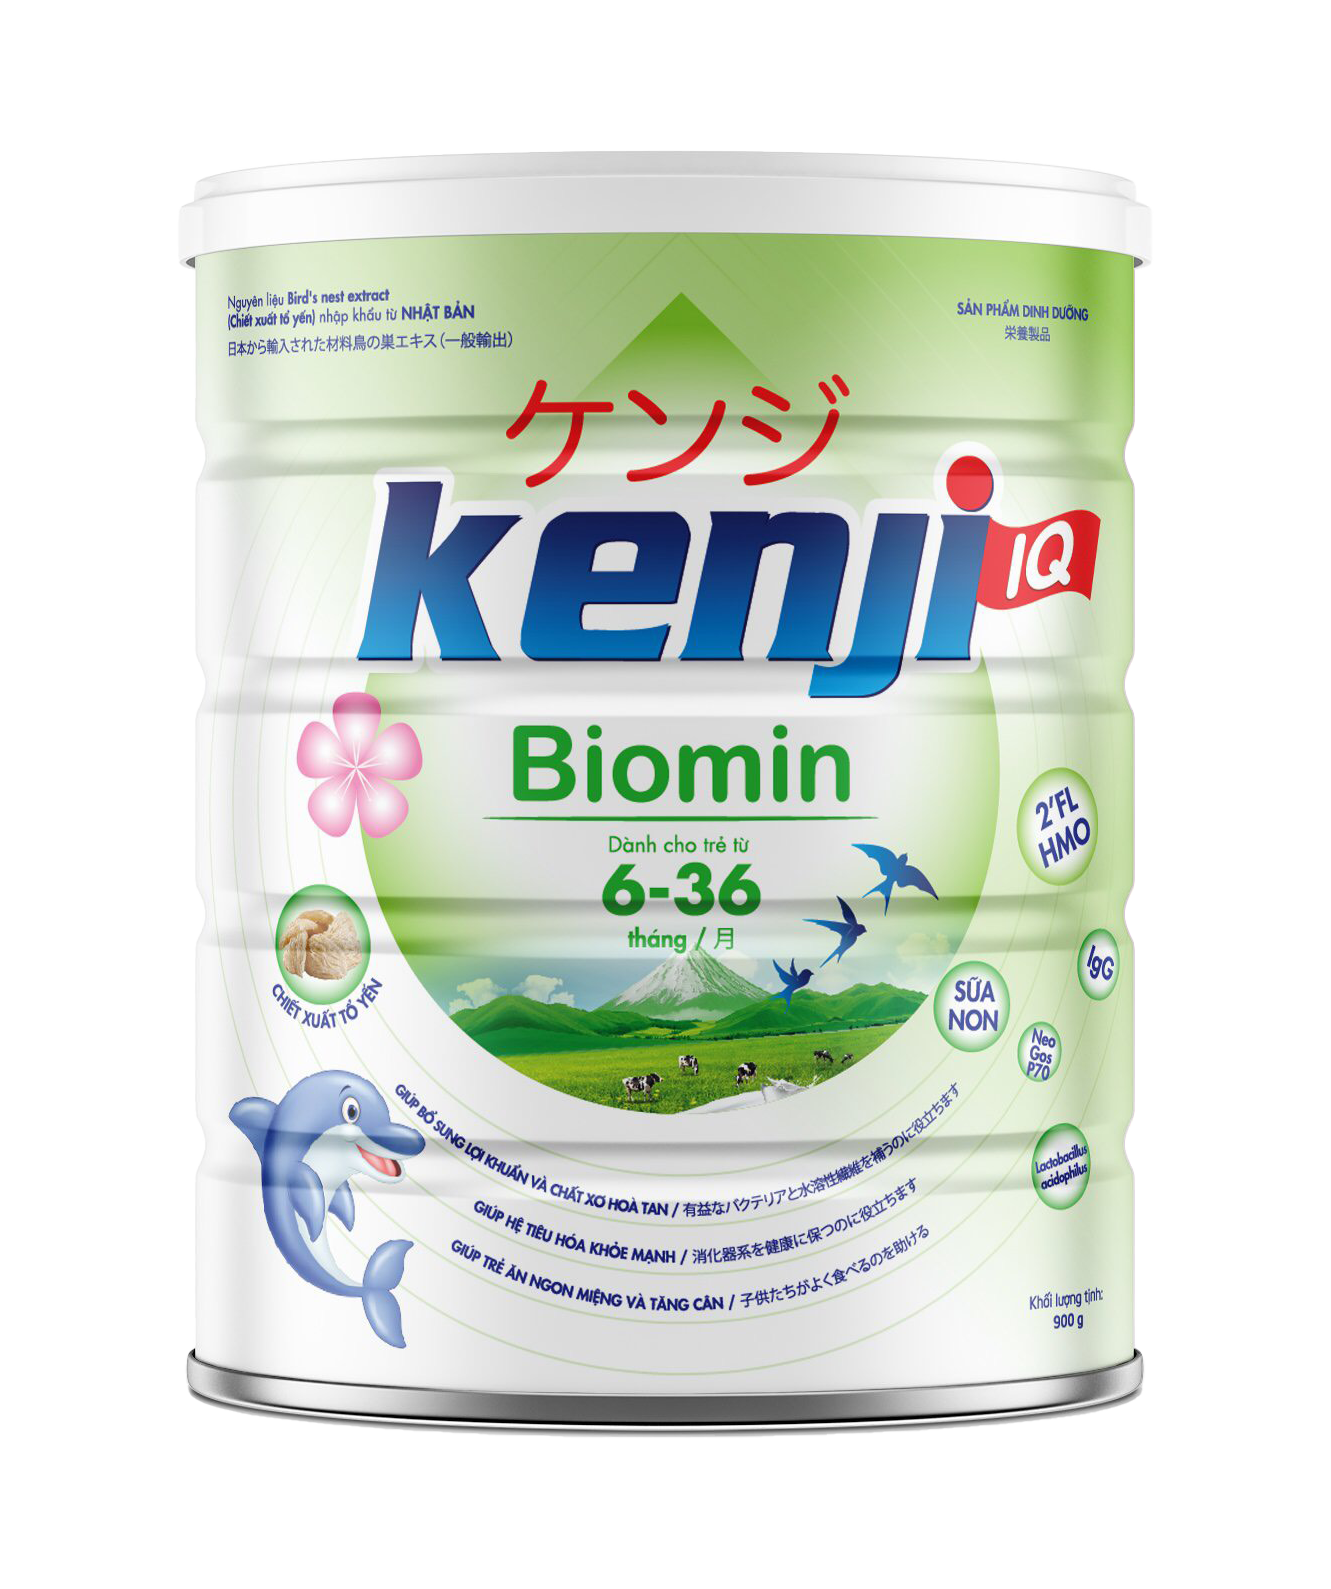 Nguyên liệu Bird's nest extract
(Chiết xuất tổ yến) nhập khẩu từ NHẬT BẢN
日本から輸入された材料鳥の巣エキス（一般輸出）
SẢN PHẨM DINH DƯỠNG
栄養製品
ケンジ
kenji
IQ
Biomin
Dành cho trẻ từ
6-36
tháng / 月
2'FL
HMO
IgG
SỮA
NON
Neo
Gos
P70
Lactobacillus
acidophilus
CHIẾT XUẤT TỔ YẾN
GIÚP BỔ SUNG LỢI KHUẨN VÀ CHẤT XƠ HOÀ TAN / 有益なバクテリアと水溶性繊維を補うのに役立ちます
GIÚP HỆ TIÊU HÓA KHỎE MẠNH / 消化器系を健康に保つのに役立ちます
GIÚP TRẺ ĂN NGON MIỆNG VÀ TĂNG CÂN / 子供たちがよく食べるのを助ける
Khối lượng tịnh:
900 g